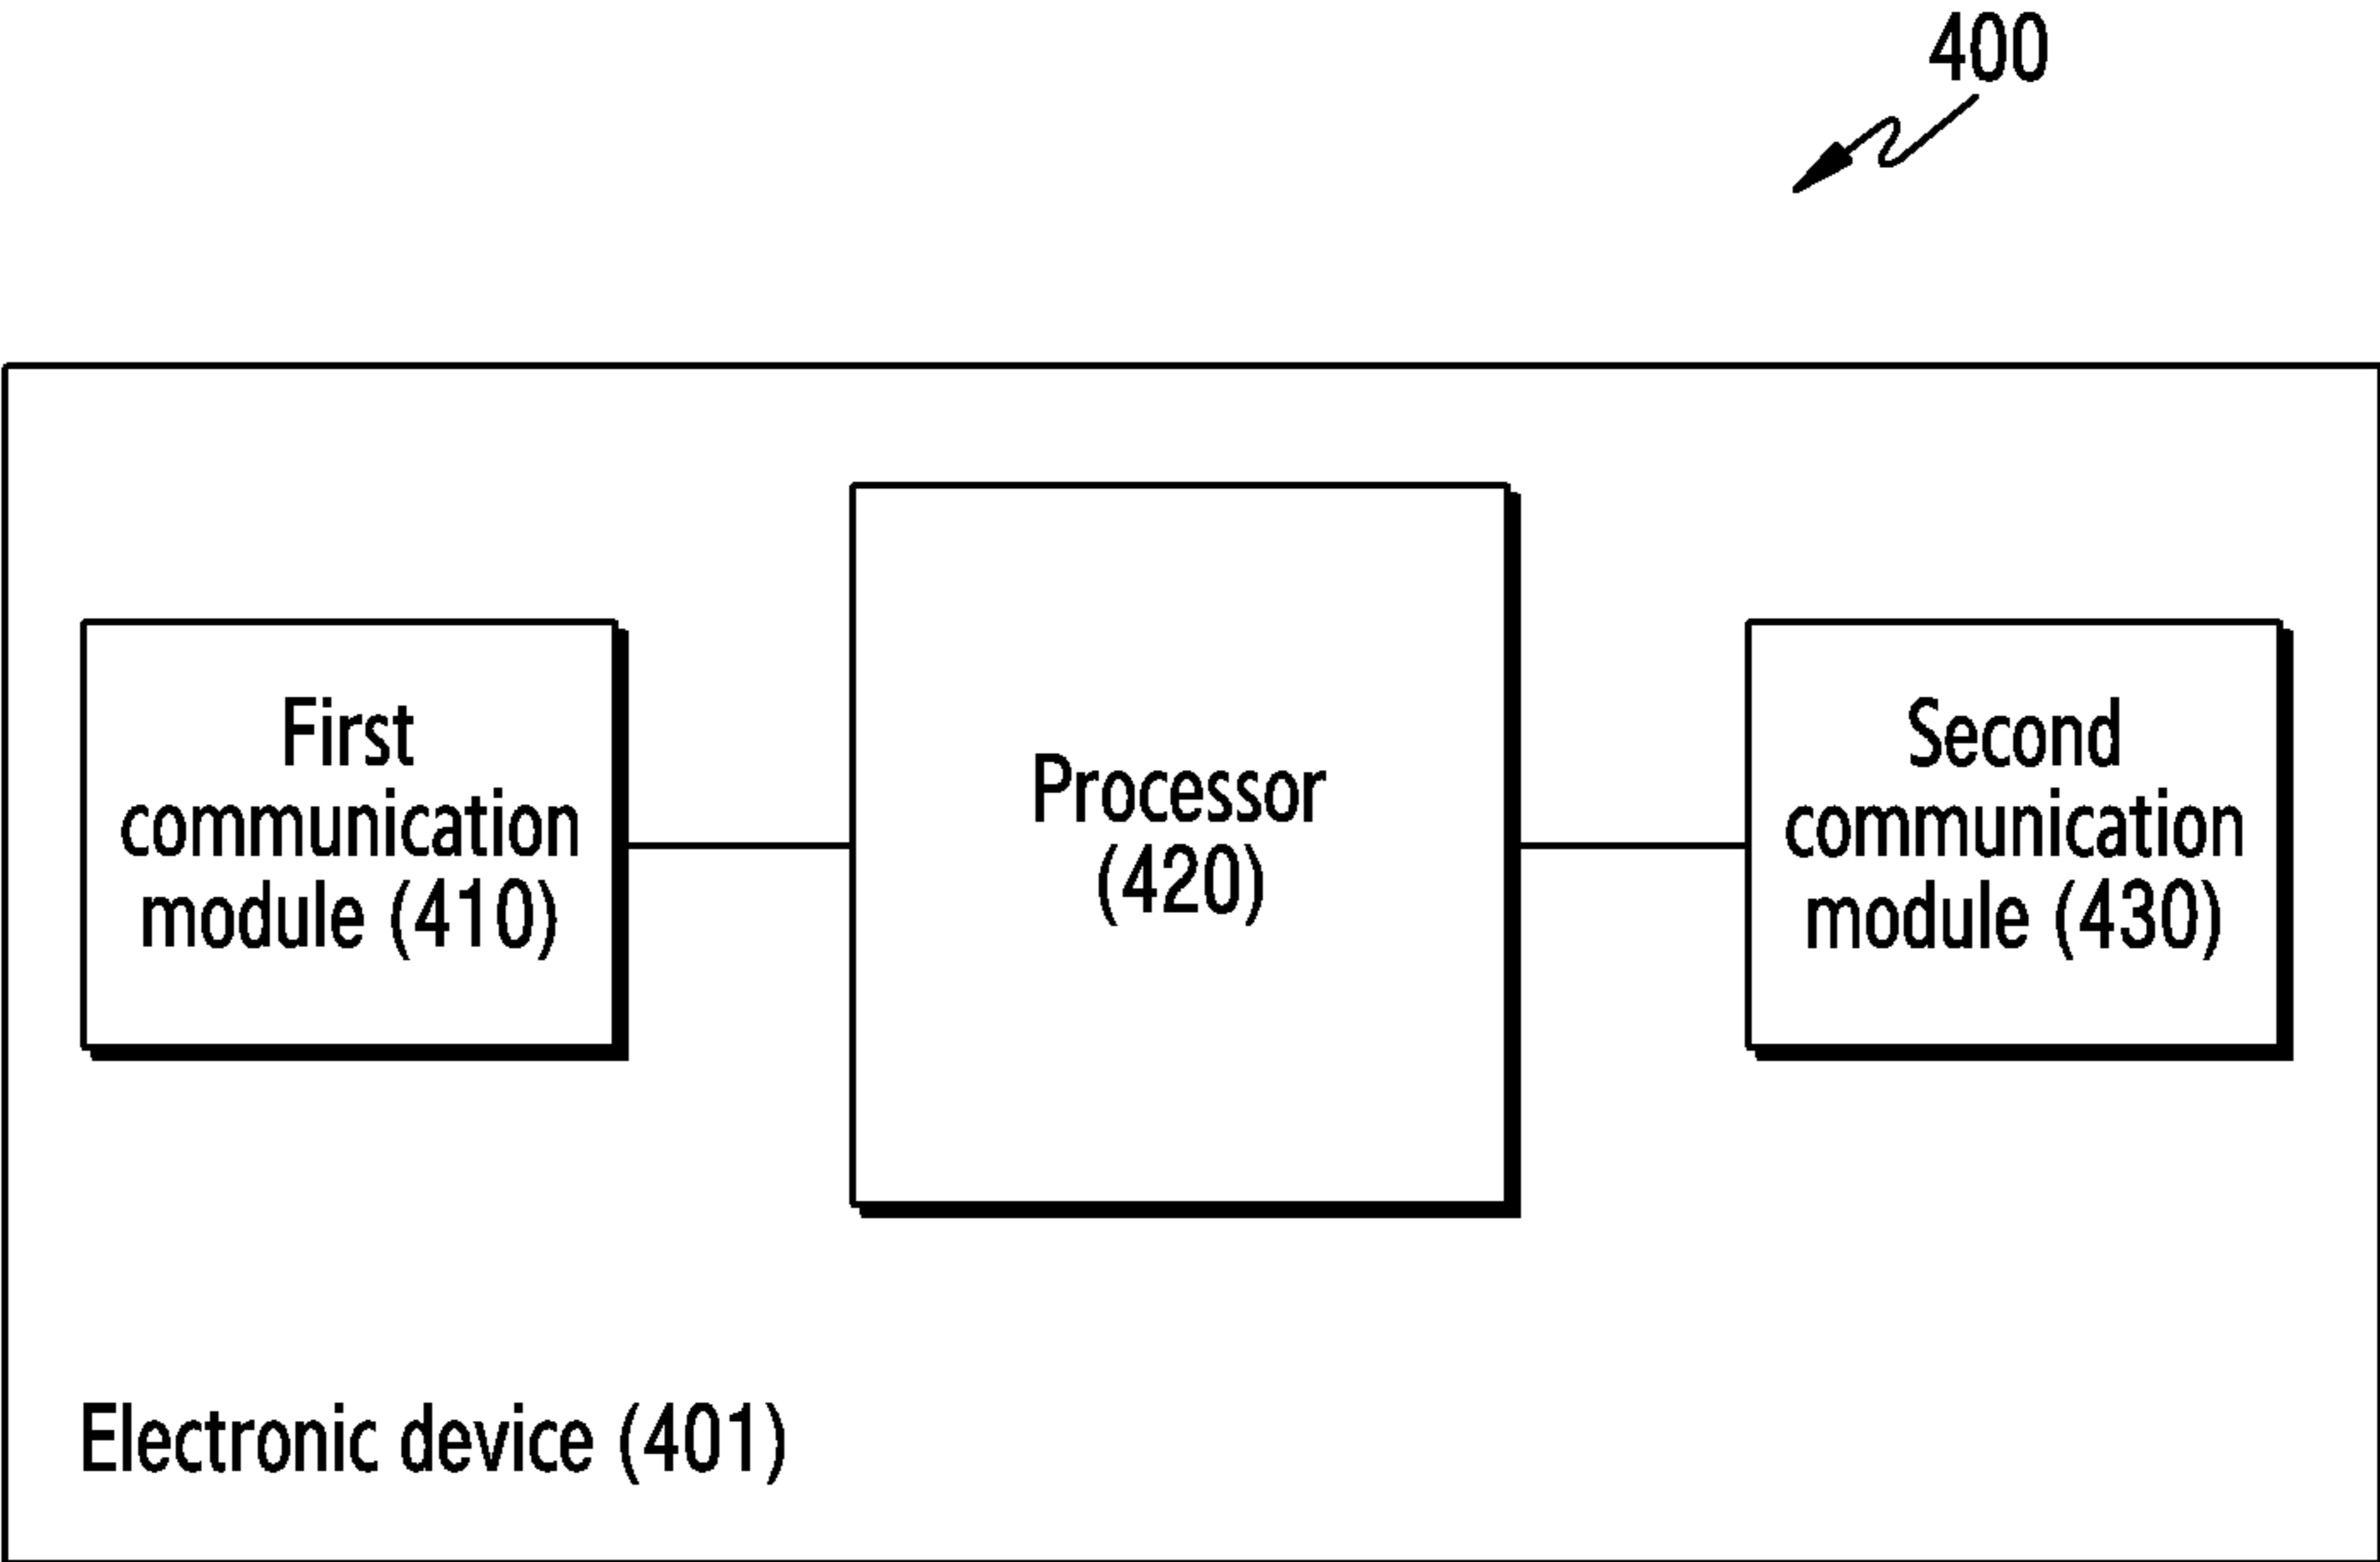 400
First
communication
module (410)
Processor
(420)
Second
communication
module (430)
Electronic device (401)